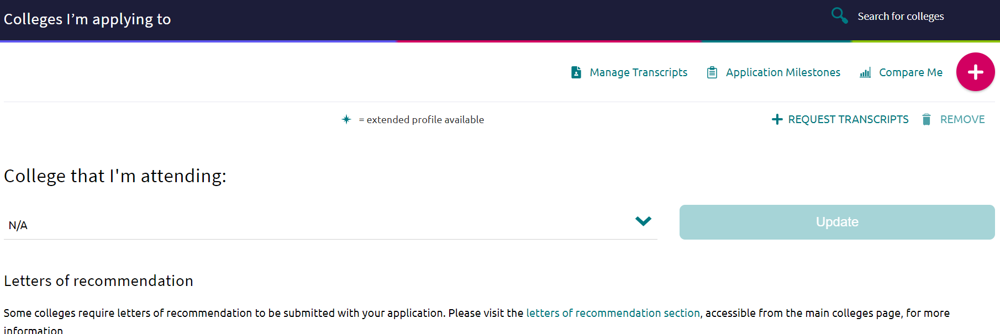 Colleges I’m applying to
Search for colleges
Manage Transcripts
Application Milestones
Compare Me
= extended profile available
REQUEST TRANSCRIPTS
REMOVE
College that I'm attending:
N/A
Update
Letters of recommendation
Some colleges require letters of recommendation to be submitted with your application. Please visit the letters of recommendation section, accessible from the main colleges page, for more
information